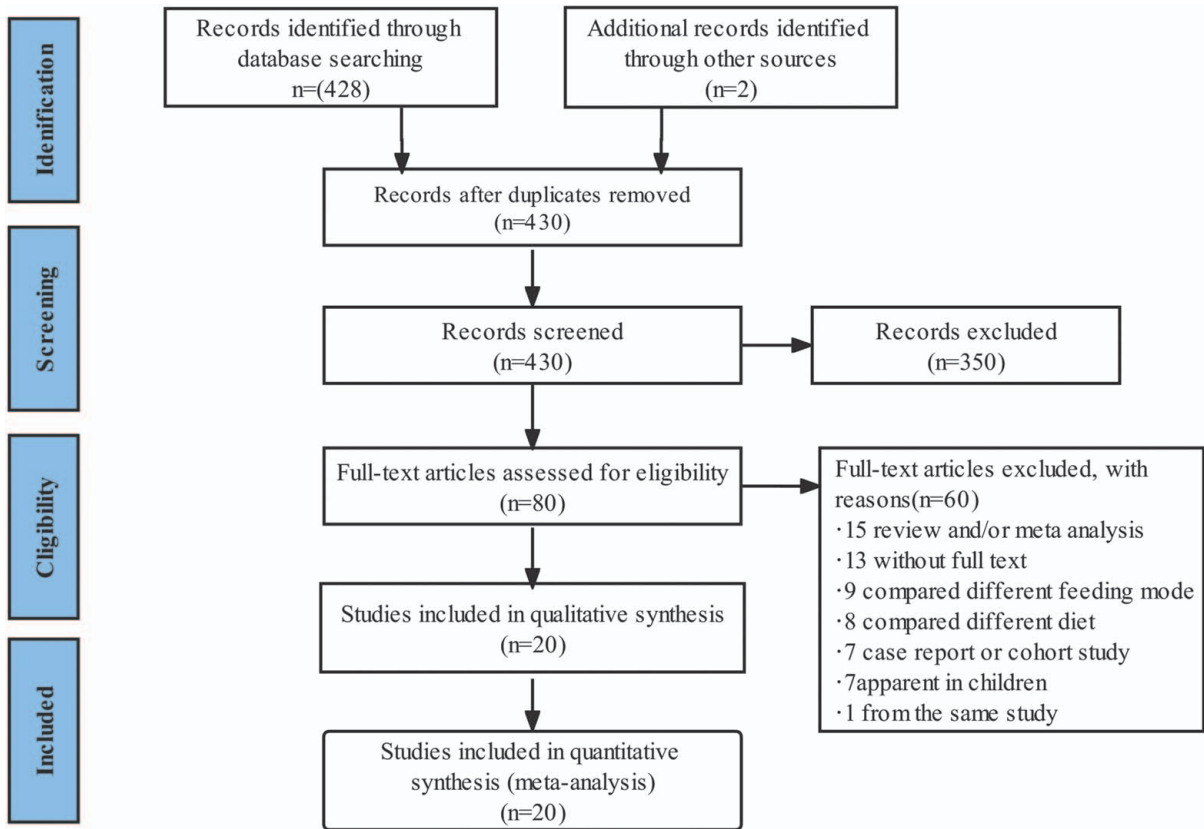 Idenification
Records identified through
database searching
n=(428)
Additional records identified
through other sources
(n=2)
Records after duplicates removed
(n=430)
Screening
Records screened
(n=430)
Records excluded
(n=350)
Cligibility
Full-text articles assessed for eligibility
(n=80)
Full-text articles excluded, with
reasons(n=60)
·15 review and/or meta analysis
·13 without full text
·9 compared different feeding mode
·8 compared different diet
·7 case report or cohort study
·7apparent in children
·1 from the same study
Studies included in qualitative synthesis
(n=20)
Included
Studies included in quantitative
synthesis (meta-analysis)
(n=20)